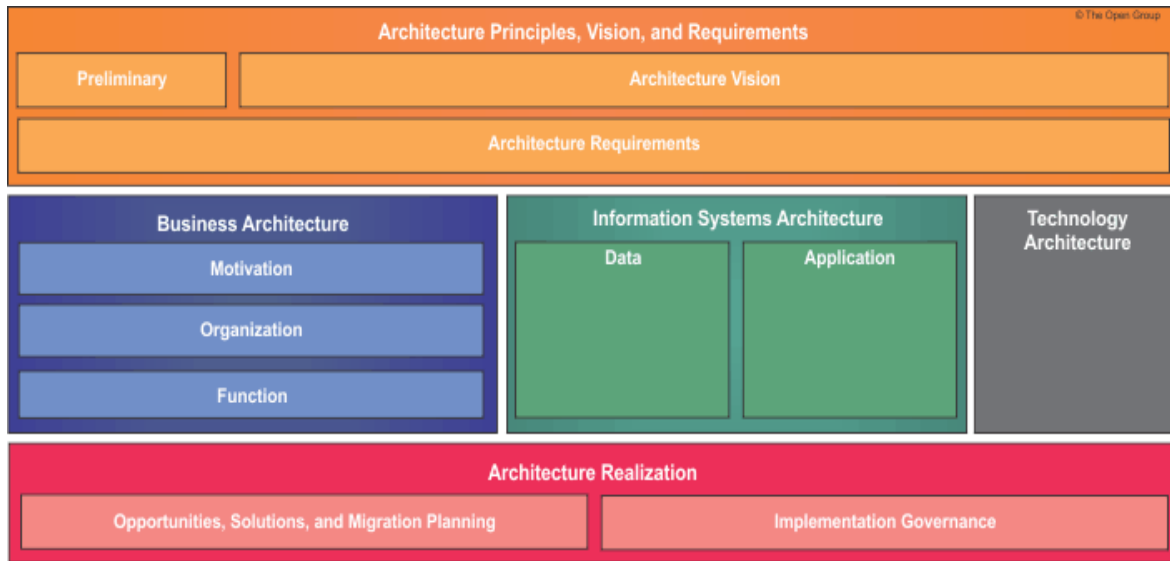 © The Open Group
Architecture Principles, Vision, and Requirements
Preliminary
Architecture Vision
Architecture Requirements
Business Architecture
Motivation
Organization
Function
Information Systems Architecture
Data
Application
Technology
Architecture
Architecture Realization
Opportunities, Solutions, and Migration Planning
Implementation Governance